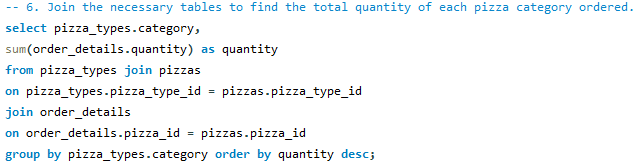 -- 6. Join the necessary tables to find the total quantity of each pizza category ordered.
select pizza_types.category,
sum(order_details.quantity) as quantity
from pizza_types join pizzas
on pizza_types.pizza_type_id = pizzas.pizza_type_id
join order_details
on order_details.pizza_id = pizzas.pizza_id
group by pizza_types.category order by quantity desc;